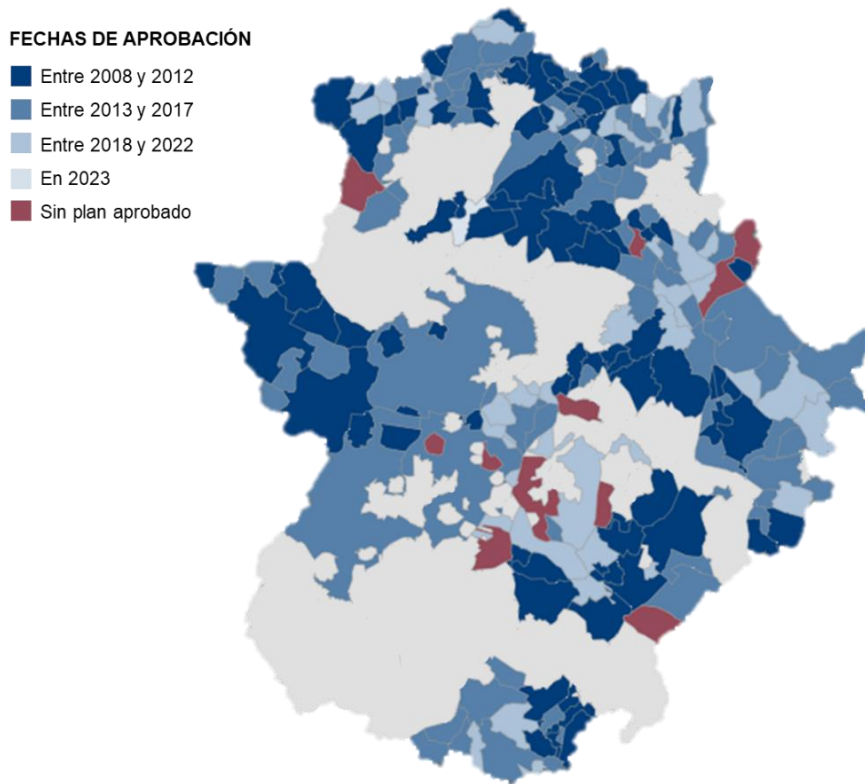 FECHAS DE APROBACIÓN
Entre 2008 y 2012
Entre 2013 y 2017
Entre 2018 y 2022
En 2023
Sin plan aprobado